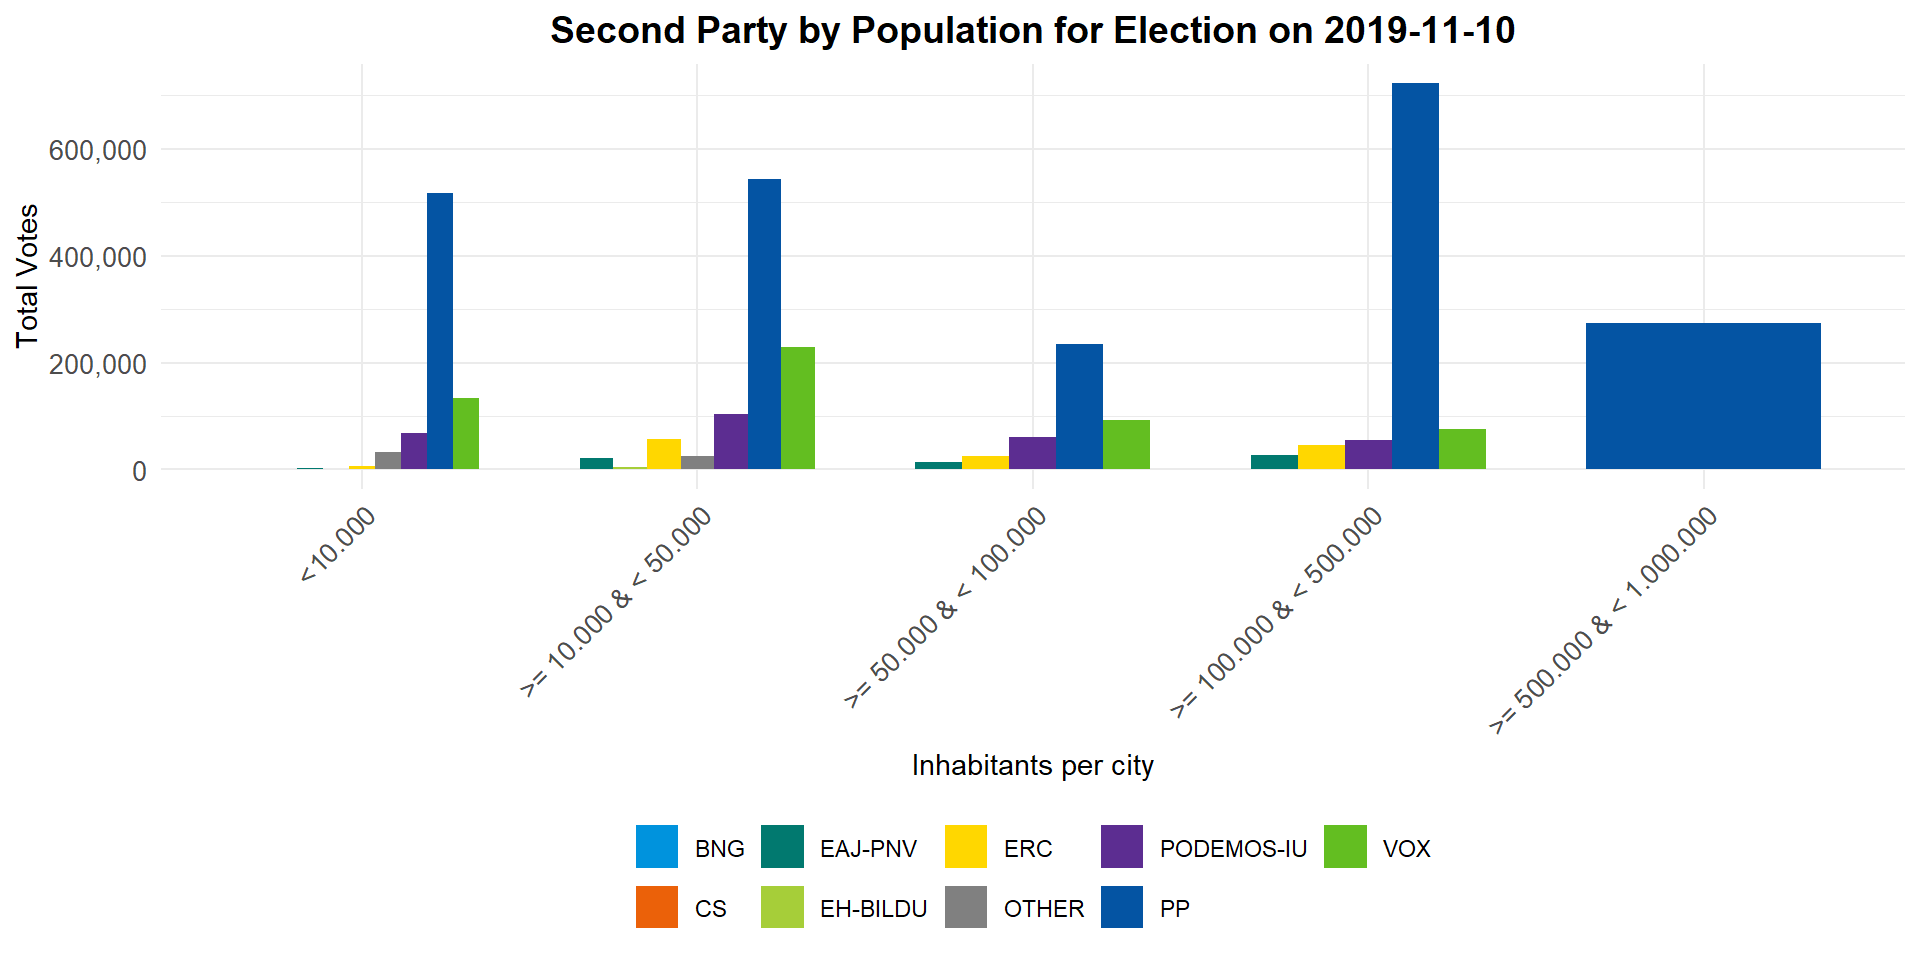 Second Party by Population for Election on 2019-11-10
Total Votes
600,000
400,000
200,000
0
<10.000
>= 10.000 & < 50.000
>= 50.000 & < 100.000
>= 100.000 & < 500.000
>= 500.000 & < 1.000.000
Inhabitants per city
BNG EAJ-PNV ERC PODEMOS-IU VOX
CS EH-BILDU OTHER PP